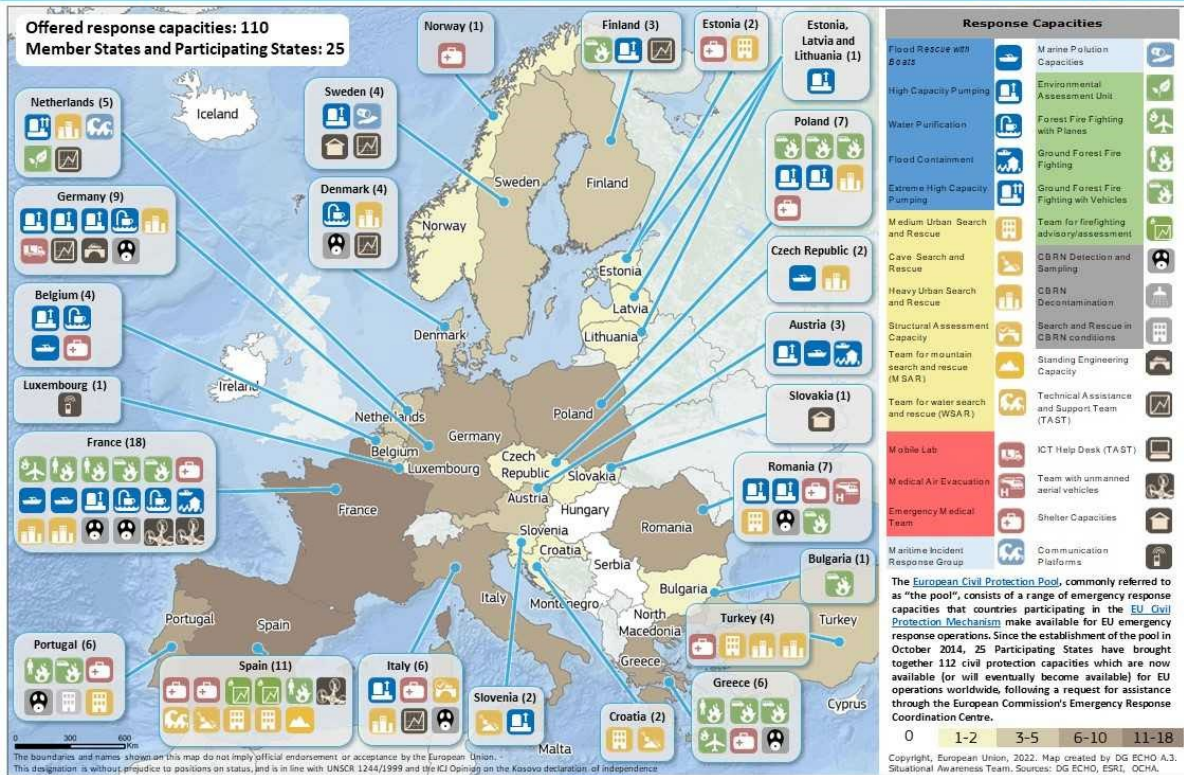 Offered response capacities: 110
Member States and Participating States: 25
Norway (1)
Finland (3)
Estonia (2)
Estonia,
Latvia and
Lithuania (1)
Netherlands (5)
Sweden (4)
Poland (7)
Germany (9)
Denmark (4)
Czech Republic (2)
Belgium (4)
Austria (3)
Luxembourg (1)
Slovakia (1)
France (18)
Romania (7)
Bulgaria (1)
Turkey (4)
Portugal (6)
Spain (11)
Italy (6)
Slovenia (2)
Croatia (2)
Greece (6)
Iceland
Sweden
Finland
Norway
Estonia
Latvia
Lithuania
Denmark
Ireland
Netherlands
Poland
Germany
Belgium
Luxembourg
Czech
Republic
Slovakia
Austria
Hungary
France
Slovenia
Croatia
Romania
Serbia
Italy
Montenegro
Bulgaria
North
Macedonia
Turkey
Portugal
Spain
Greece
Cyprus
Malta
0 300 600
Km
The boundaries and names shown on this map do not imply official endorsement or acceptance by the European Union. -
This designation is without prejudice to positions on status, and is in line with UNSCR 1244/1999 and the ICJ Opinion on the Kosovo declaration of independence
Response Capacities
Flood Rescue with
Boats
High Capacity Pumping
Water Purification
Flood Containment
Extreme High Capacity
Pumping
Medium Urban Search
and Rescue
Cave Search and
Rescue
Heavy Urban Search
and Rescue
Structural Assessment
Capacity
Team for mountain
search and rescue
(MSAR)
Team for water search
and rescue (WSAR)
Mobile Lab
Medical Air Evacuation
Emergency Medical
Team
Maritime Incident
Response Group
Marine Polution
Capacities
Environmental
Assessment Unit
Forest Fire Fighting
with Planes
Ground Forest Fire
Fighting
Ground Forest Fire
Fighting wih Vehicles
Team for firefighting
advisory/assessment
CBRN Detection and
Sampling
CBRN
Decontamination
Search and Rescue in
CBRN conditions
Standing Engineering
Capacity
Technical Assistance
and Support Team
(TAST)
ICT Help Desk (TAST)
Team with unmanned
aerial vehicles
Shelter Capacities
Communication
Platforms
The European Civil Protection Pool, commonly referred to
as "the pool", consists of a range of emergency response
capacities that countries participating in the EU Civil
Protection Mechanism make available for EU emergency
response operations. Since the establishment of the pool in
October 2014, 25 Participating States have brought
together 112 civil protection capacities which are now
available (or will eventually become available) for EU
operations worldwide, following a request for assistance
through the European Commission's Emergency Response
Coordination Centre.
0 1-2 3-5 6-10 11-18
Copyright, European Union, 2022. Map created by DG ECHO A.3.
Situational Awareness Team. Sources: DG ECHO, ESRI, OCHA.